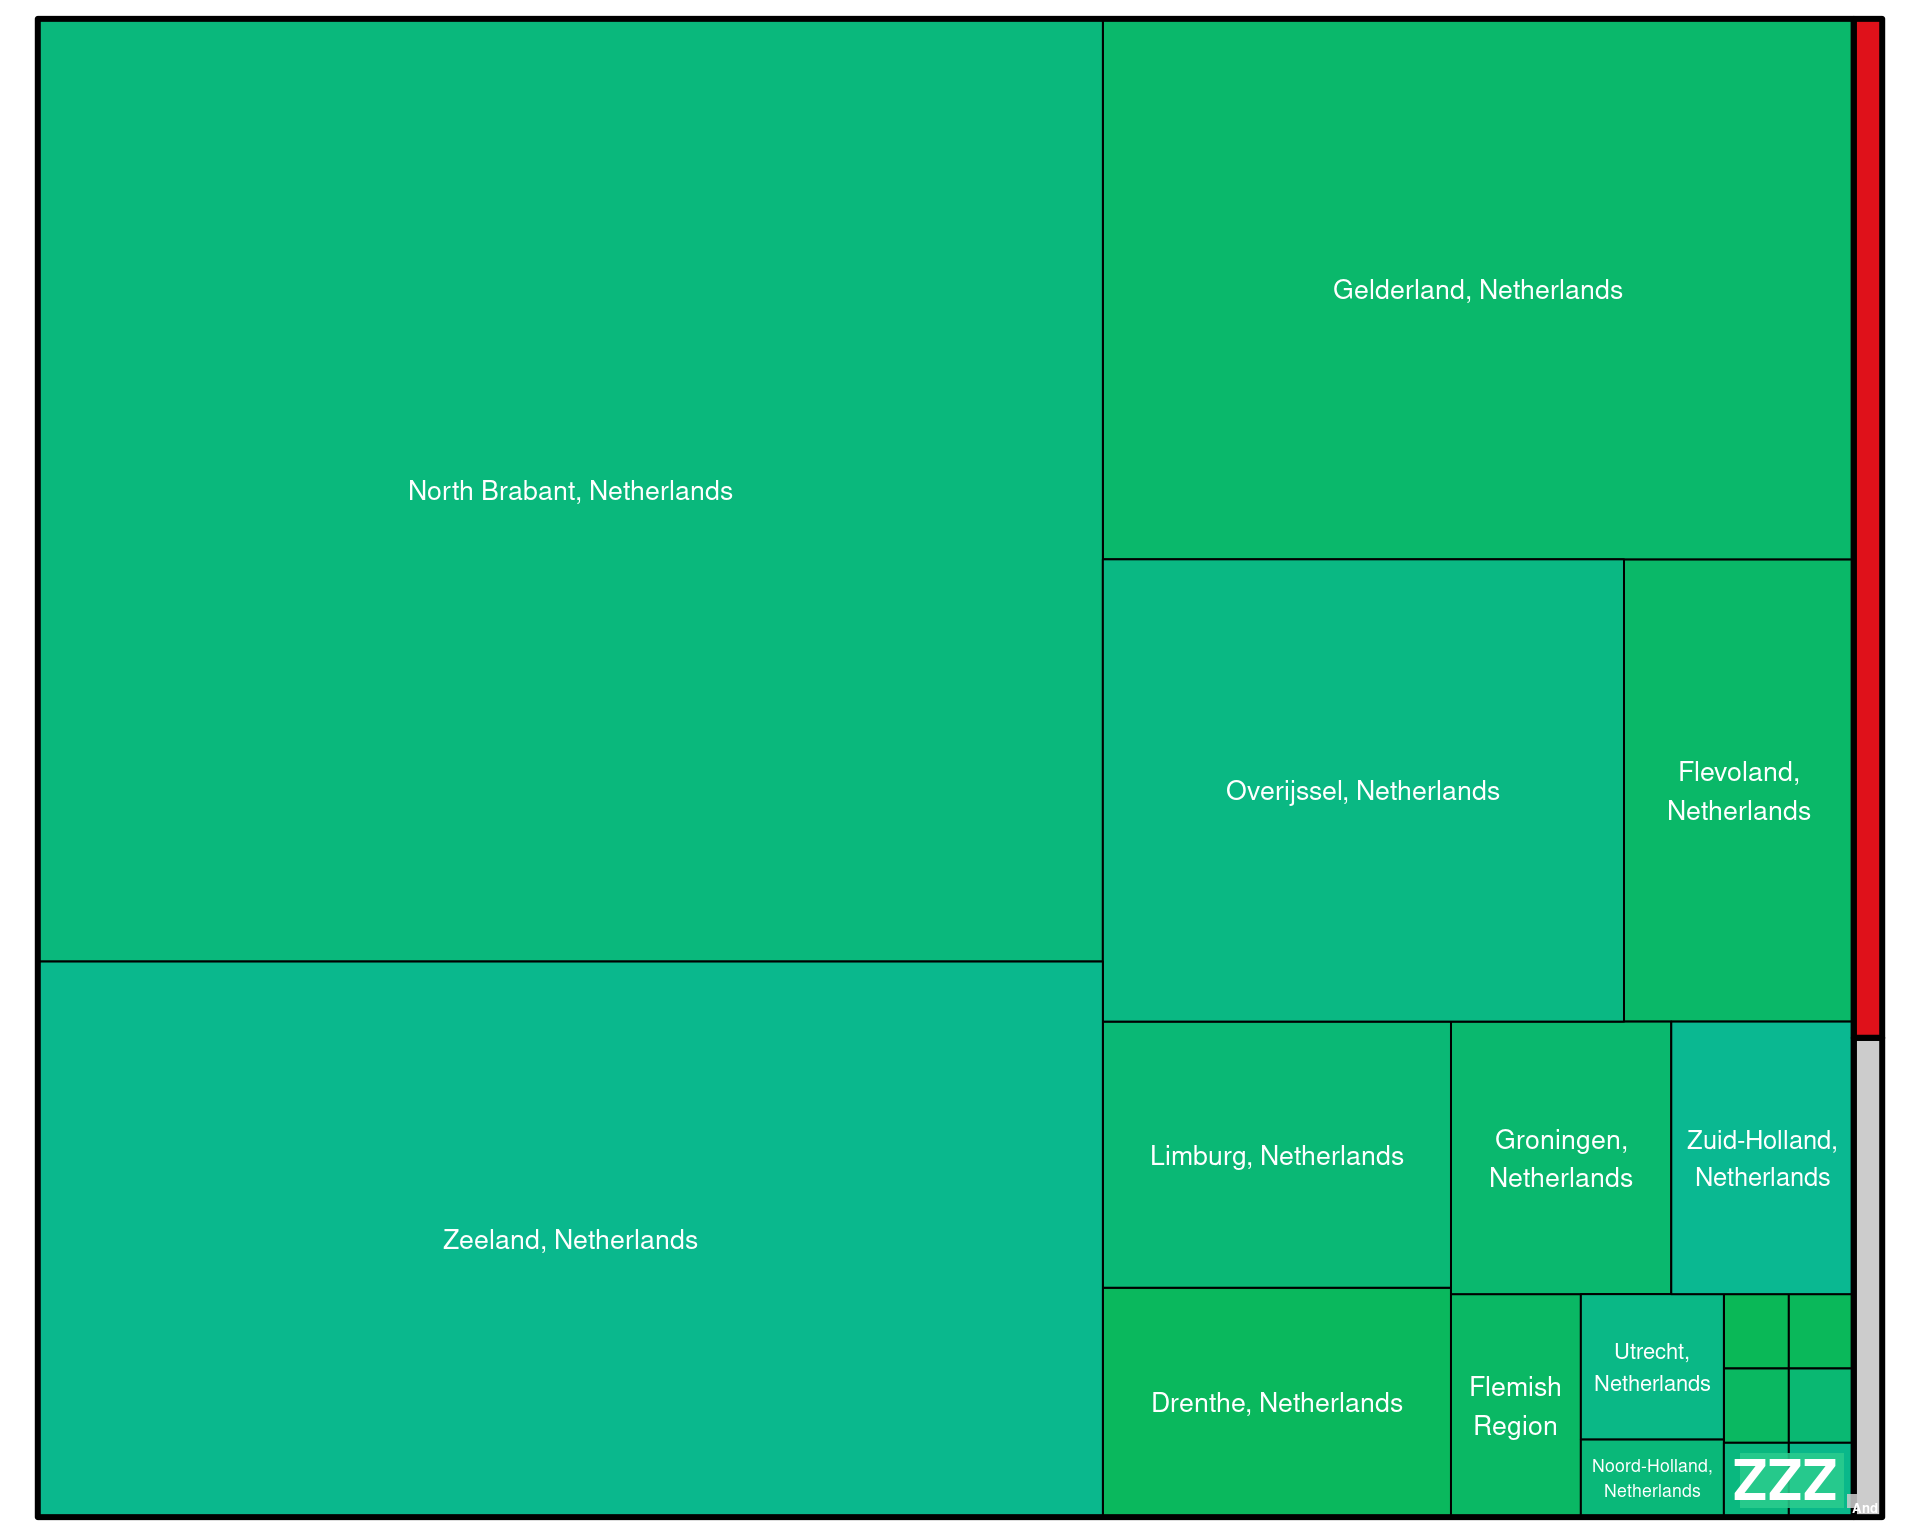 North Brabant, Netherlands
Gelderland, Netherlands
Overijssel, Netherlands
Flevoland,
Netherlands
Zeeland, Netherlands
Limburg, Netherlands
Groningen,
Netherlands
Zuid-Holland,
Netherlands
Drenthe, Netherlands
Flemish
Region
Utrecht,
Netherlands
Noord-Holland,
Netherlands
ZZZ
And